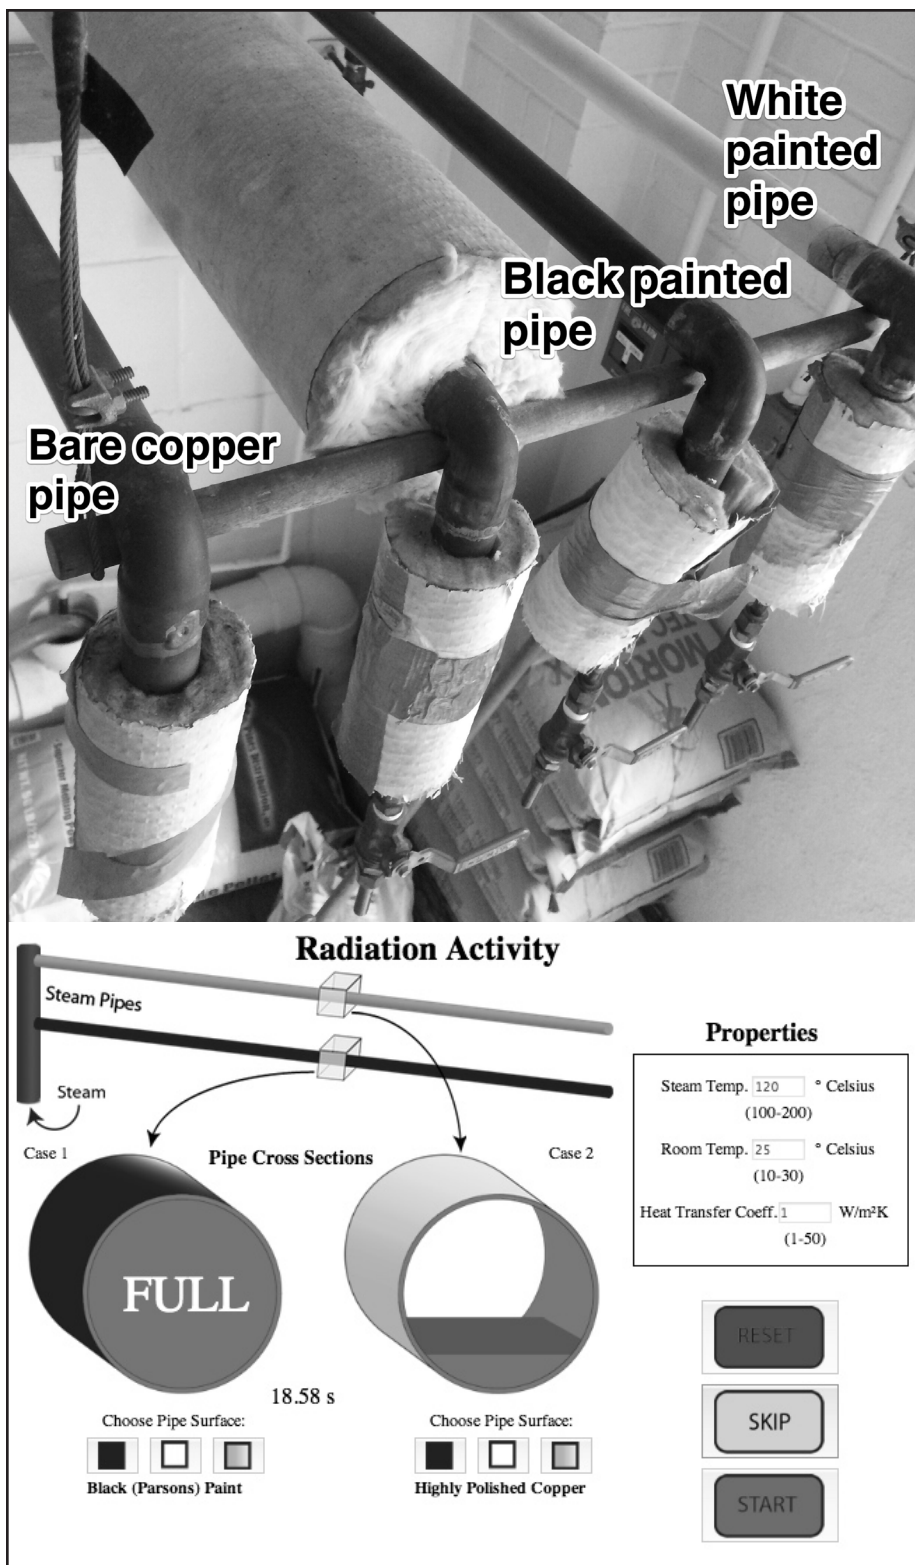 White
painted
pipe
Black painted
pipe
Bare copper
pipe
MORTON
Radiation Activity
Steam Pipes
Steam
Case 1
Pipe Cross Sections
Case 2
FULL
18.58 s
Choose Pipe Surface:
Black (Parsons) Paint
Choose Pipe Surface:
Highly Polished Copper
Properties
Steam Temp. 120 ° Celsius
(100-200)
Room Temp. 25 ° Celsius
(10-30)
Heat Transfer Coeff. 1 W/m²K
(1-50)
RESET
SKIP
START